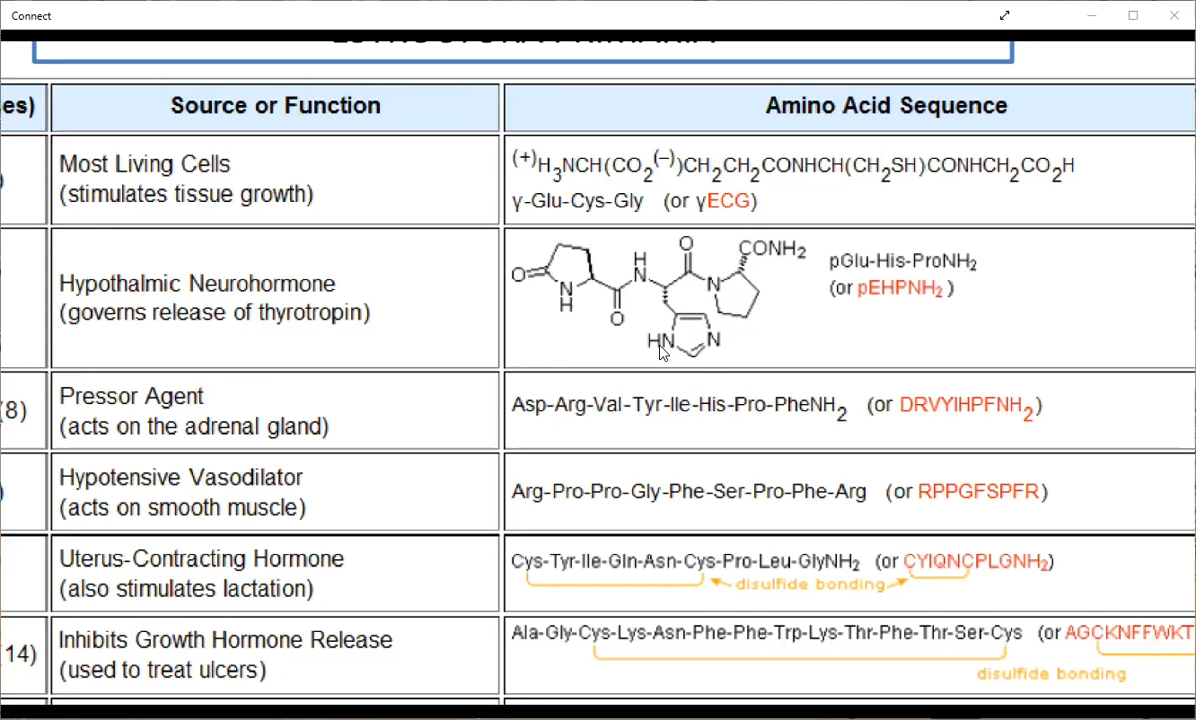 Connect
es) Source or Function Amino Acid Sequence
Most Living Cells
(stimulates tissue growth)
(+)H3NCH(CO2(–))CH2CH2CONHCH(CH2SH)CONHCH2CO2H
γ-Glu-Cys-Gly (or γECG)
Hypothalmic Neurohormone
(governs release of thyrotropin)
O
N
H
O
H
N
O
N
CONH2
HN
N
pGlu-His-ProNH2
(or pEHPNH2 )
(8)
Pressor Agent
(acts on the adrenal gland)
Asp-Arg-Val-Tyr-Ile-His-Pro-PheNH2 (or DRVYIHPFNH2)
Hypotensive Vasodilator
(acts on smooth muscle)
Arg-Pro-Pro-Gly-Phe-Ser-Pro-Phe-Arg (or RPPGFSPFR)
Uterus-Contracting Hormone
(also stimulates lactation)
Cys-Tyr-Ile-Gln-Asn-Cys-Pro-Leu-GlyNH2 (or CYIQNCPLGNH2)
disulfide bonding
14)
Inhibits Growth Hormone Release
(used to treat ulcers)
Ala-Gly-Cys-Lys-Asn-Phe-Phe-Trp-Lys-Thr-Phe-Thr-Ser-Cys (or AGCKNFFWKT
disulfide bonding